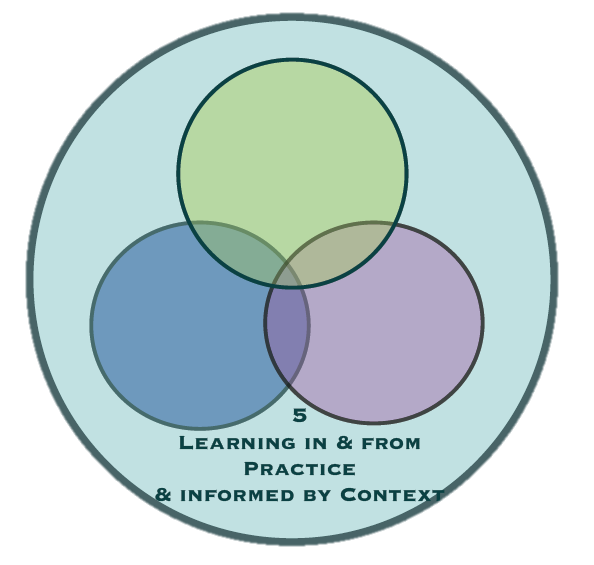 5
Learning in & from
Practice
& informed by Context